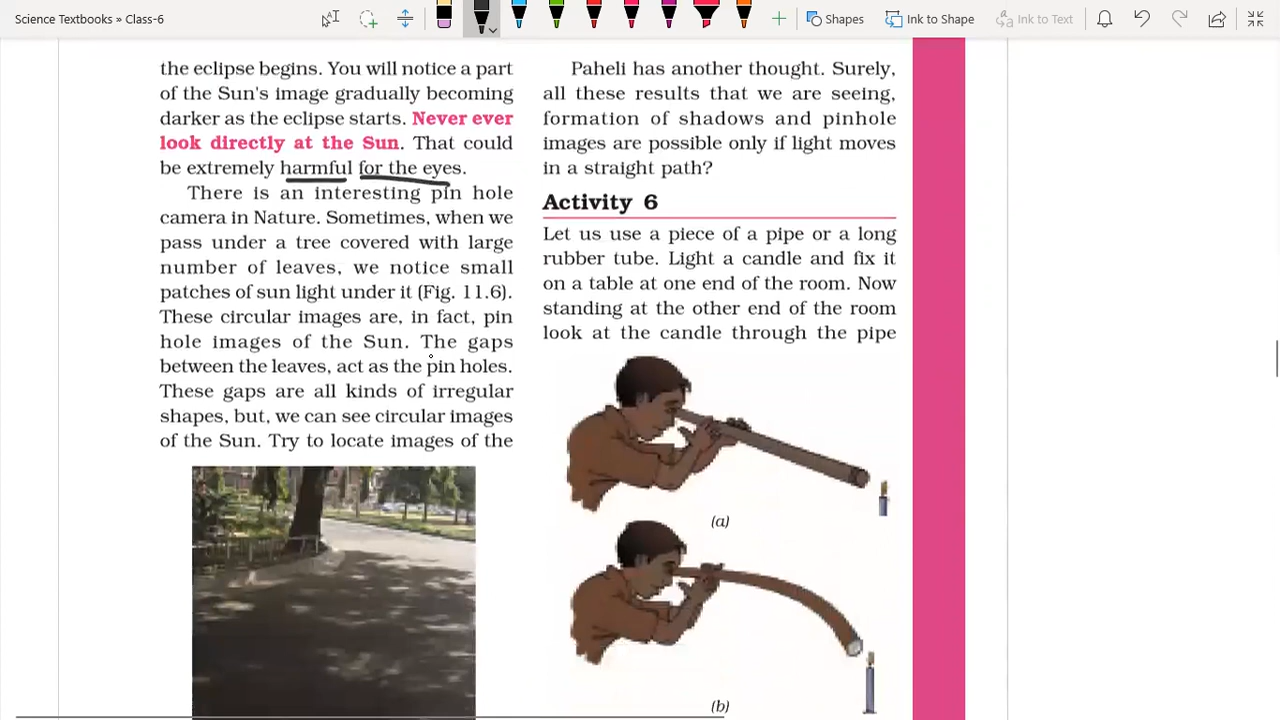 Science Textbooks » Class-6
Shapes
Ink to Shape
Ink to Text
the eclipse begins. You will notice a part
of the Sun's image gradually becoming
darker as the eclipse starts. Never ever
look directly at the Sun. That could
be extremely harmful for the eyes.
There is an interesting pin hole
camera in Nature. Sometimes, when we
pass under a tree covered with large
number of leaves, we notice small
patches of sun light under it (Fig. 11.6).
These circular images are, in fact, pin
hole images of the Sun. The gaps
between the leaves, act as the pin holes.
These gaps are all kinds of irregular
shapes, but, we can see circular images
of the Sun. Try to locate images of the
Paheli has another thought. Surely,
all these results that we are seeing,
formation of shadows and pinhole
images are possible only if light moves
in a straight path?
Activity 6
Let us use a piece of a pipe or a long
rubber tube. Light a candle and fix it
on a table at one end of the room. Now
standing at the other end of the room
look at the candle through the pipe
(a)
(b)